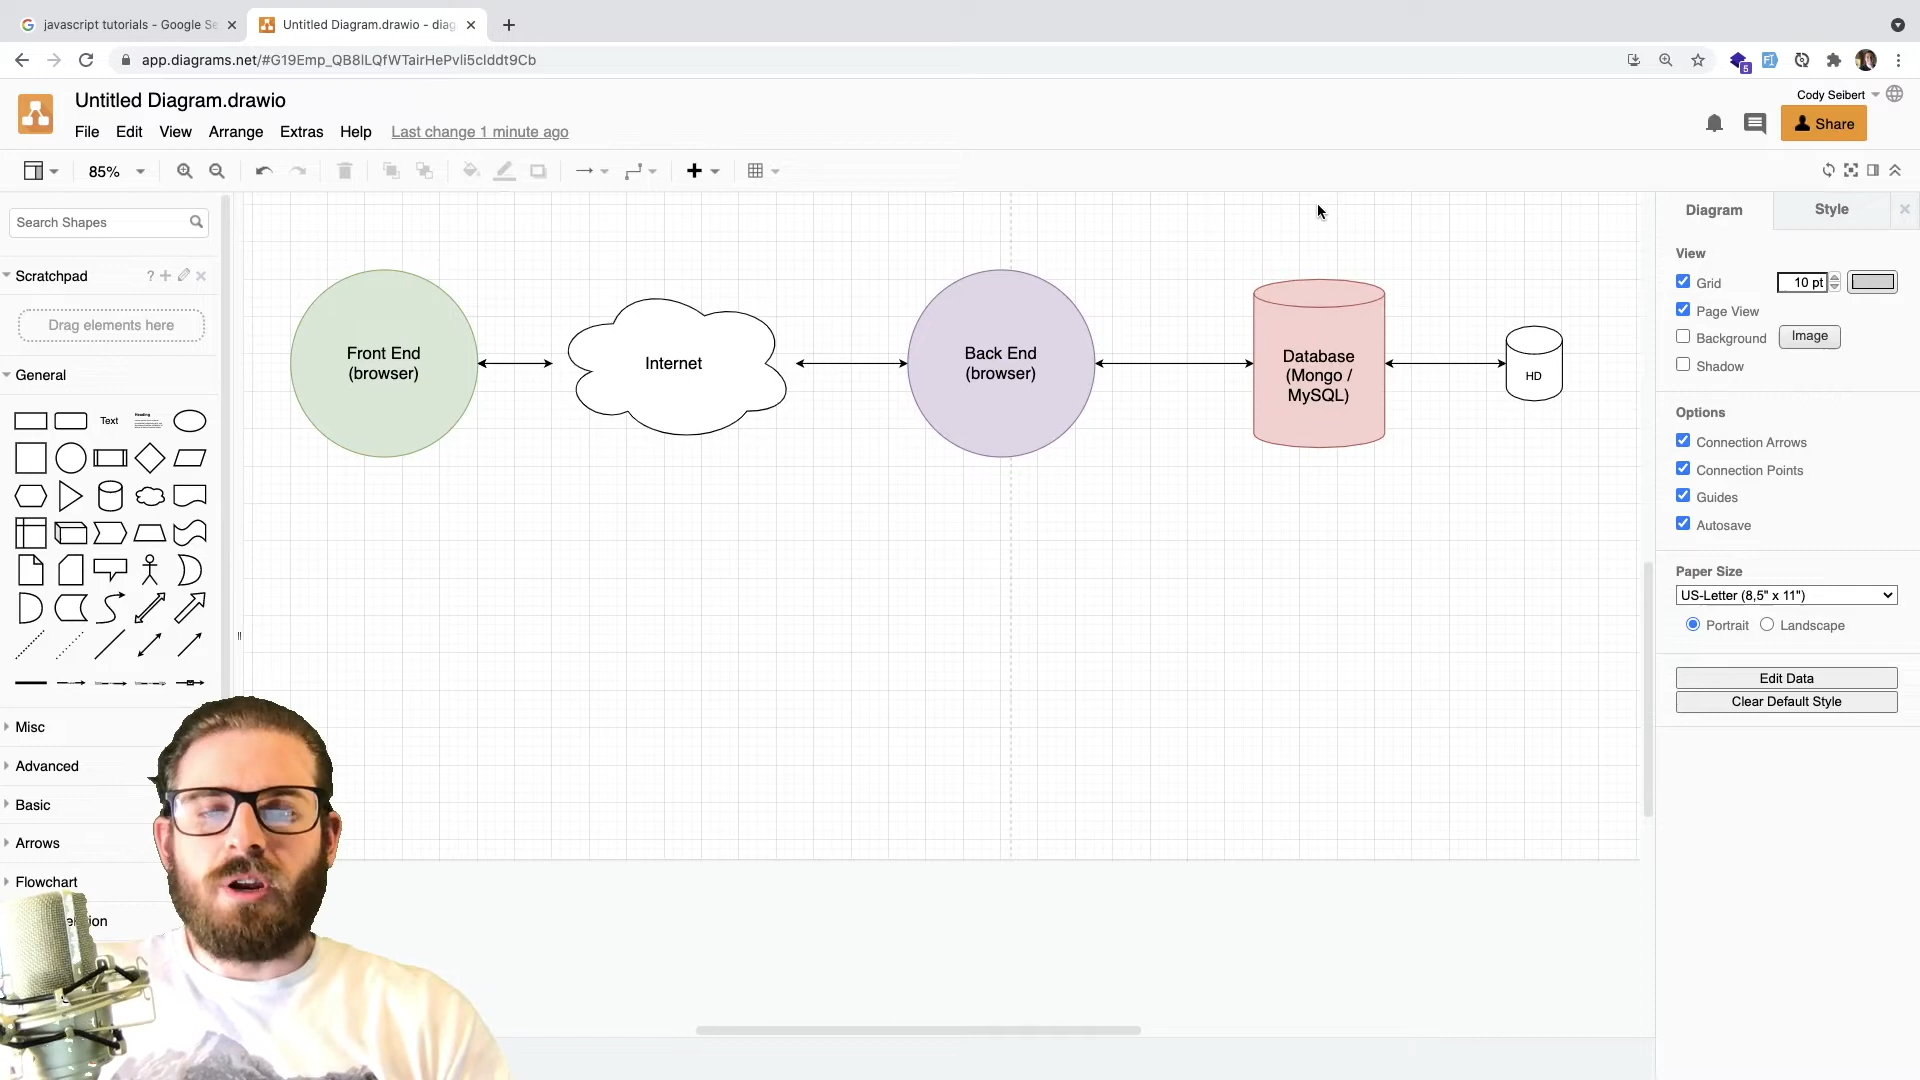 javascript tutorials - Google Se
Untitled Diagram.drawio - diag
app.diagrams.net/#G19Emp_QB8lLQfWTairHePvli5clddt9Cb
5
Untitled Diagram.drawio
Cody Seibert
File Edit View Arrange Extras Help Last change 1 minute ago
Share
85%
Search Shapes
Scratchpad
?
Drag elements here
General
Text
Heading
Misc
Advanced
Basic
Arrows
Flowchart
Front End
(browser)
Internet
Back End
(browser)
Database
(Mongo /
MySQL)
HD
Diagram
Style
View
Grid
10 pt
Page View
Background
Image
Shadow
Options
Connection Arrows
Connection Points
Guides
Autosave
Paper Size
US-Letter (8,5" x 11")
Portrait
Landscape
Edit Data
Clear Default Style